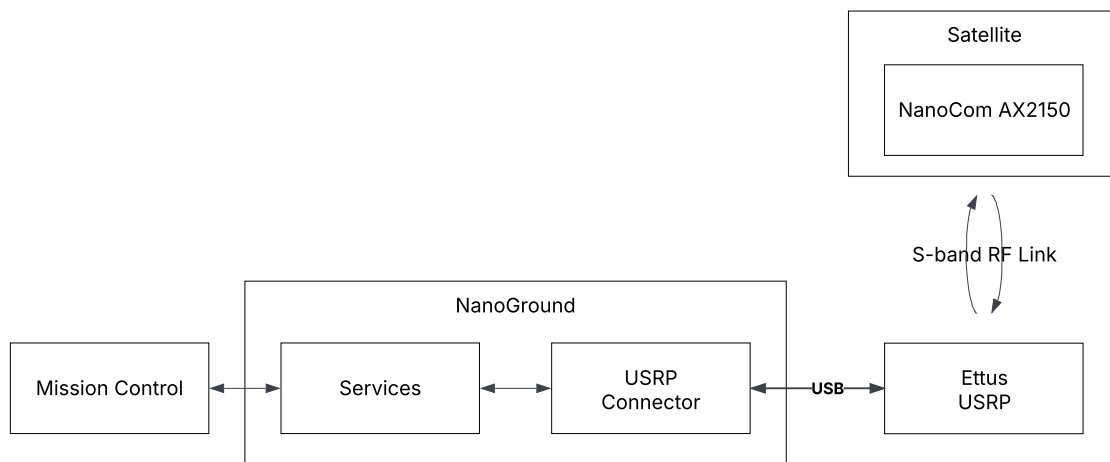 Satellite
NanoCom AX2150
S-band RF Link
NanoGround
Mission Control
Services
USRP
Connector
USB
Ettus
USRP